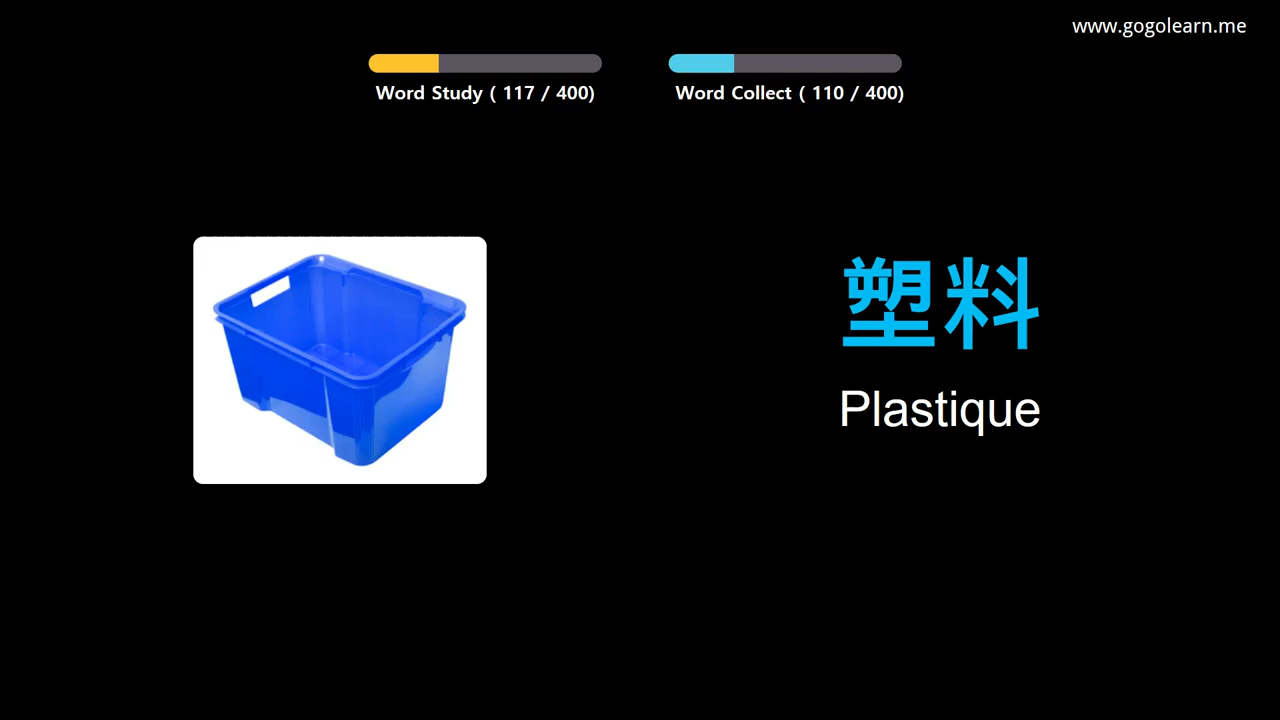 www.gogolearn.me
Word Study ( 117 / 400)
Word Collect ( 110 / 400)
塑料
Plastique